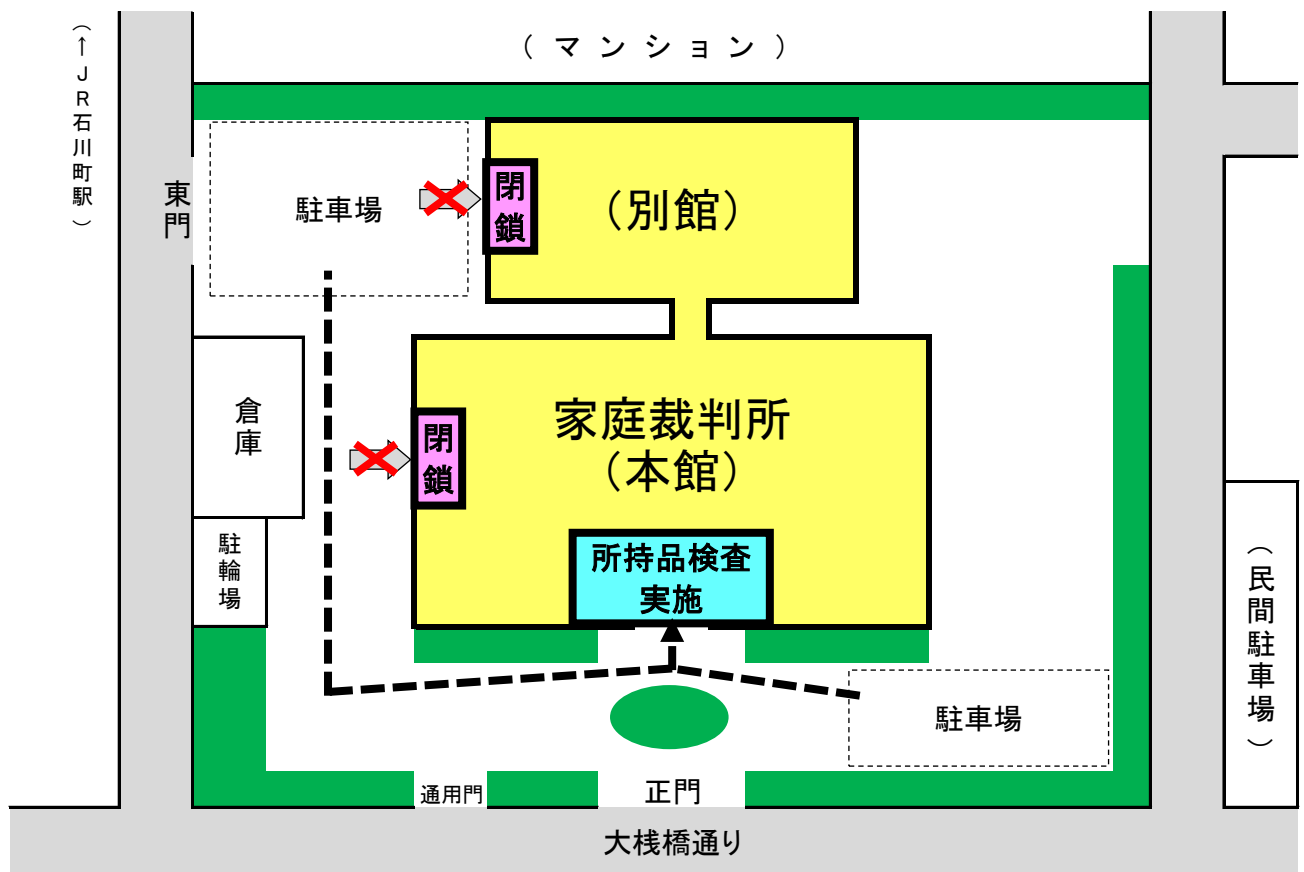 (↑JR石川町駅)
(マンション)
東門
駐車場
閉鎖
(別館)
倉庫
閉鎖
家庭裁判所
(本館)
駐輪場
所持品検査
実施
(民間駐車場)
駐車場
通用門
正門
大桟橋通り